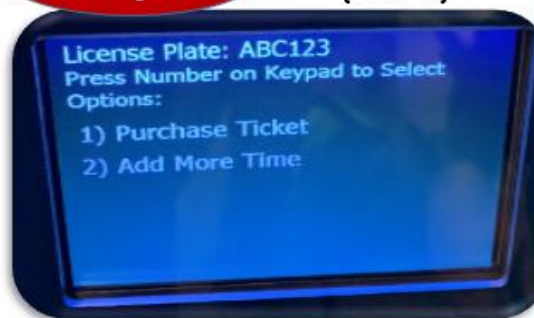 License Plate: ABC123
Press Number on Keypad to Select
Options:
1) Purchase Ticket
2) Add More Time